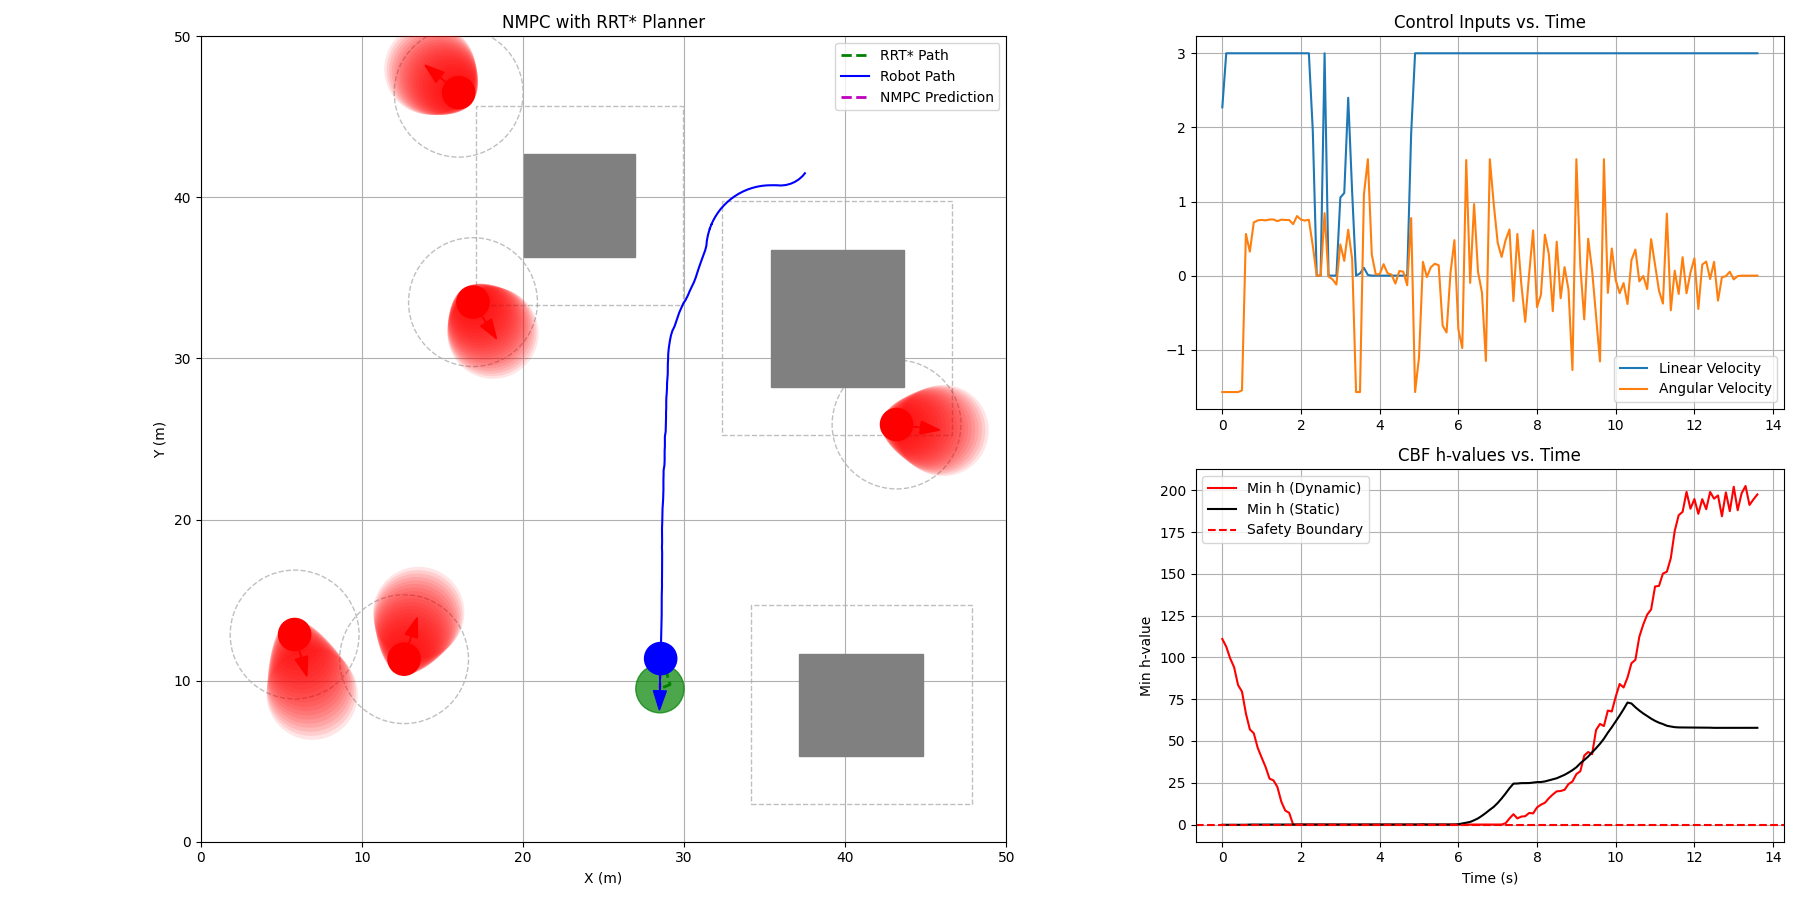 NMPC with RRT* Planner
50
40
30
20
10
0
Y (m)
RRT* Path
Robot Path
NMPC Prediction
0 10 20 30 40 50
X (m)
Control Inputs vs. Time
3
2
1
0
−1
Linear Velocity
Angular Velocity
0 2 4 6 8 10 12 14
CBF h-values vs. Time
200
175
150
125
100
75
50
25
0
Min h-value
Min h (Dynamic)
Min h (Static)
Safety Boundary
0 2 4 6 8 10 12 14
Time (s)